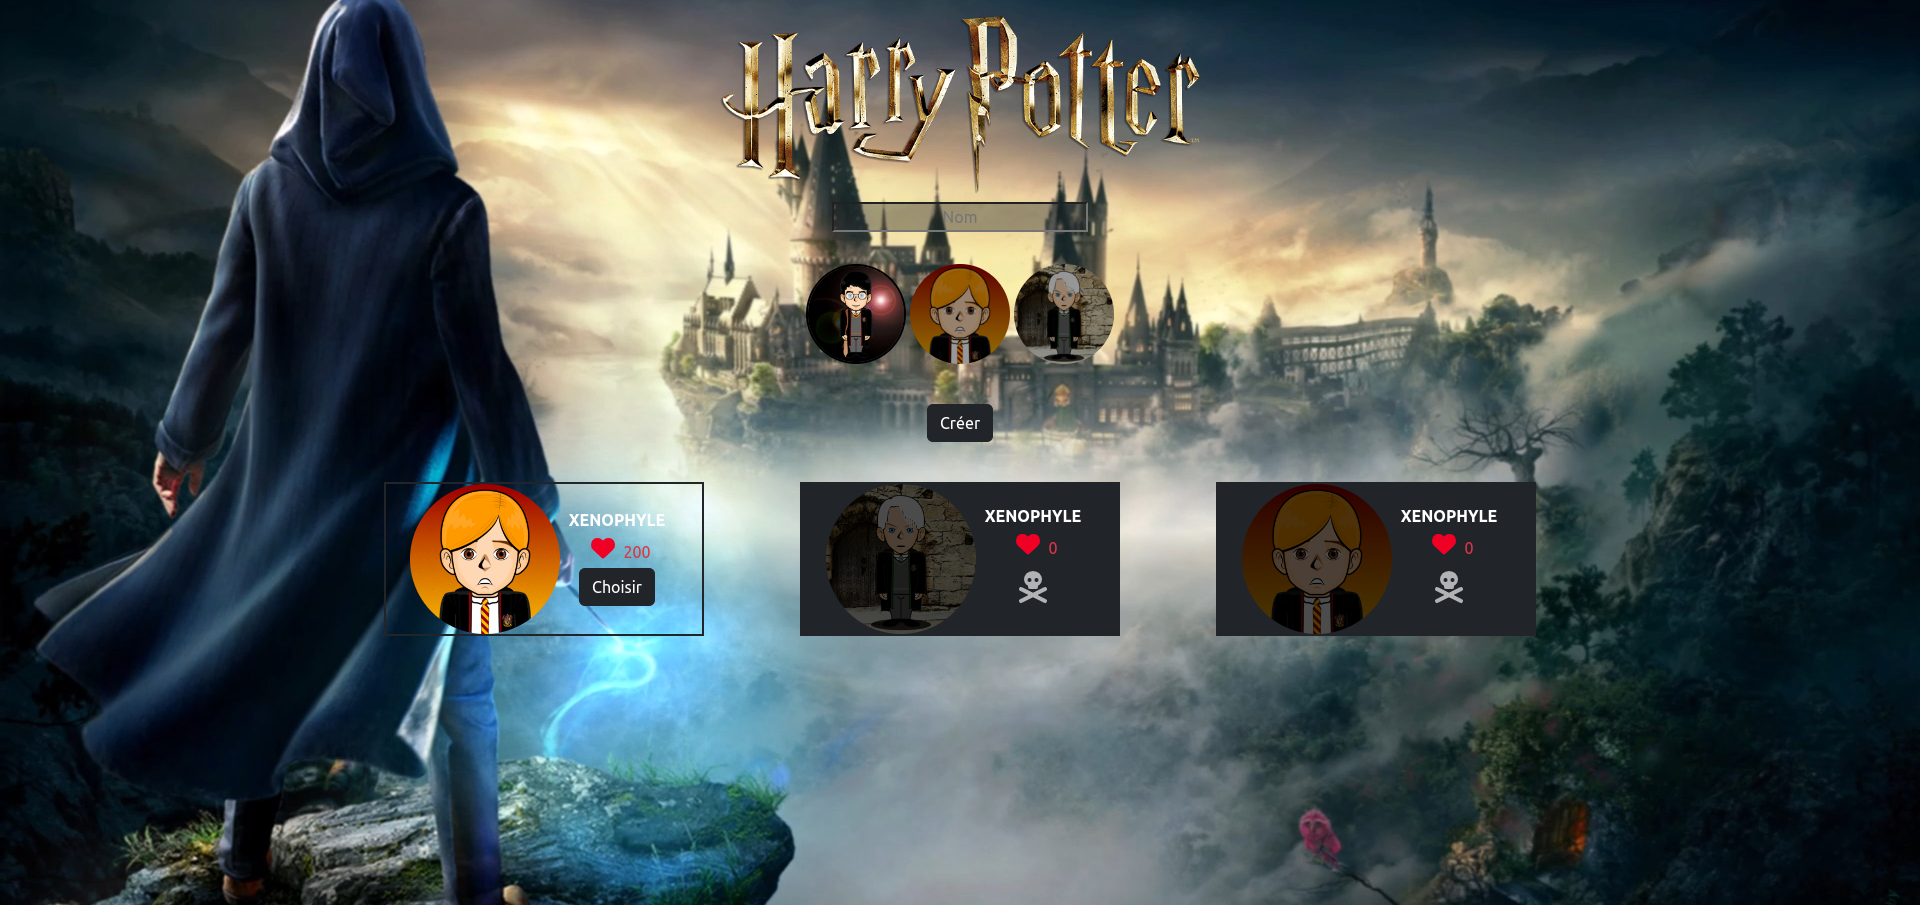 Harry Potter
Nom
Créer
XENOPHYLE
200
Choisir
XENOPHYLE
0
XENOPHYLE
0